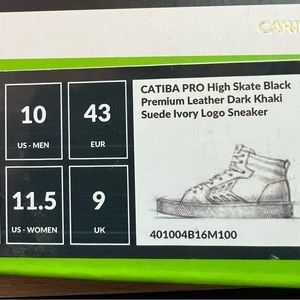 CARI
10
US - MEN
43
EUR
11.5
US - WOMEN
9
UK
CATIBA PRO High Skate Black
Premium Leather Dark Khaki
Suede Ivory Logo Sneaker
401004B16M100